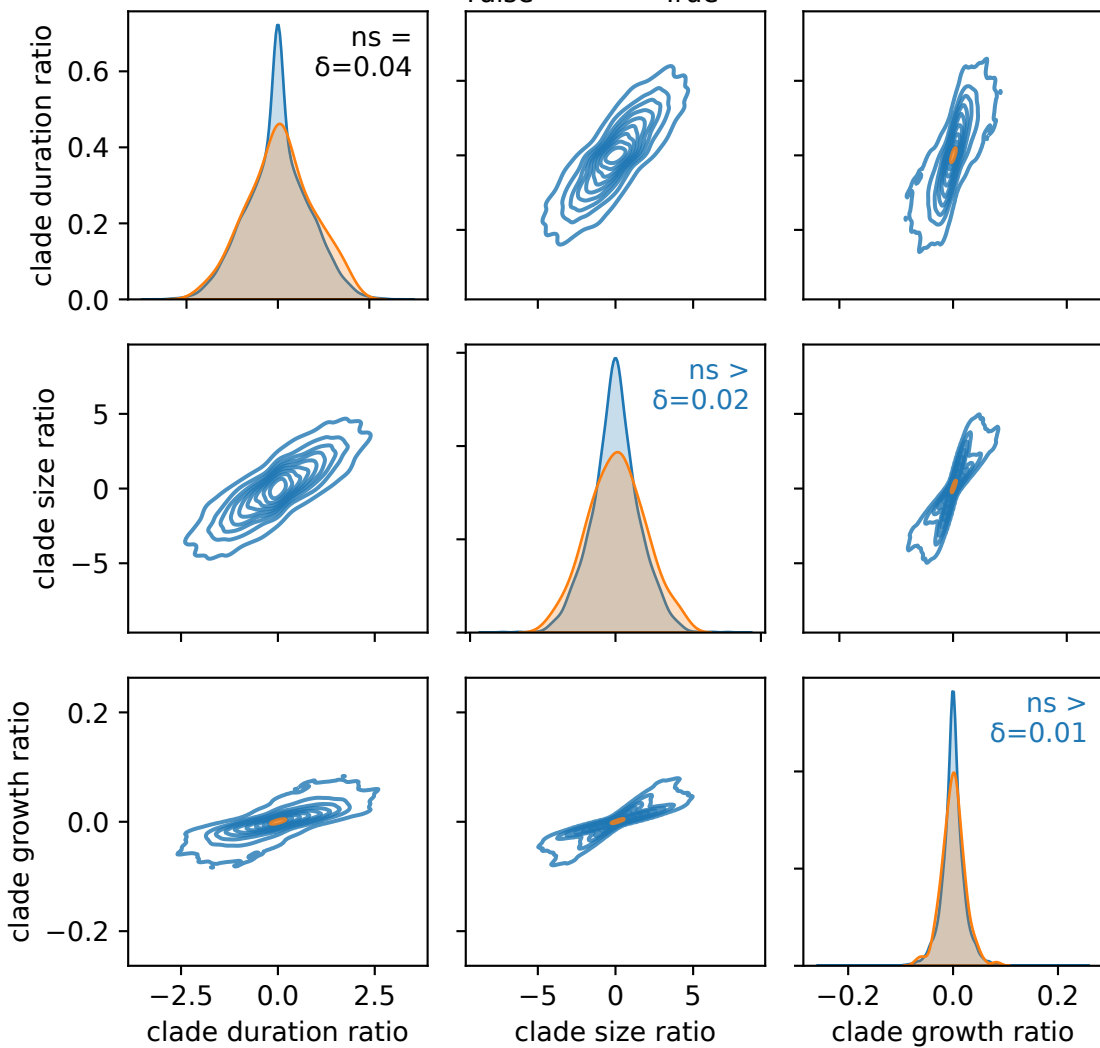 clade duration ratio
0.6
0.4
0.2
0.0
ns =
δ=0.04
clade size ratio
5
0
−5
ns >
δ=0.02
clade growth ratio
0.2
0.0
−0.2
ns >
δ=0.01
−2.5 0.0 2.5
−5 0 5
−0.2 0.0 0.2
clade duration ratio
clade size ratio
clade growth ratio